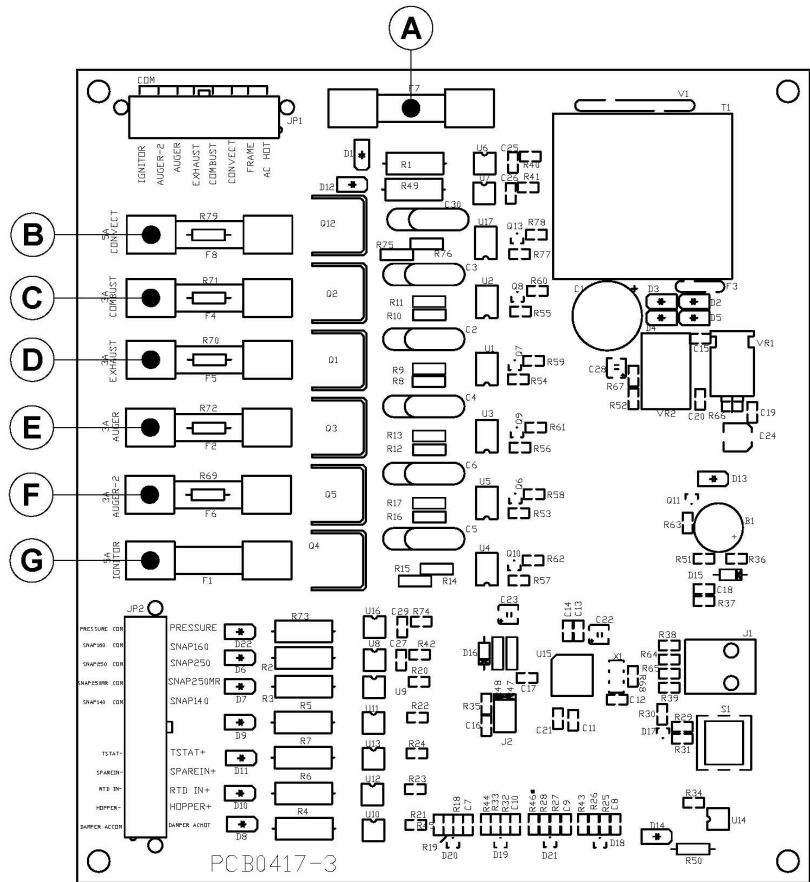 A
COM
F7
V1
T1
JP1
IGNITOR
AUGER-2
AUGER
EXHAUST
COMBUST
CONVECT
FRAME
AC HOT
D1
R1
U6
C25
R40
D12
R49
U7
C26
R41
B
5A
CONVECT
R79
F8
Q12
C30
R75
R76
U17
Q13
R78
R77
C
3A
COMBUST
R71
F4
Q2
C3
R11
R10
U2
Q8
R60
R55
C1
+
D3
D2
D4
D5
F3
D
3A
EXHAUST
R70
F5
Q1
C2
R9
R8
U1
Q7
R59
R54
C28
R67
R52
VR2
C15
VR1
C20
R66
C19
C24
E
3A
AUGER
R72
F2
Q3
C4
R13
R12
U3
Q9
R61
R56
F
3A
AUGER-2
R69
F6
Q5
C6
R17
R16
U5
Q6
R58
R53
D13
Q11
R63
B1
+
G
5A
IGNITOR
F1
Q4
C5
R15
R14
U4
Q10
R62
R57
R51
R36
D15
C18
R37
JP2
PRESSURE COM
PRESSURE
D22
R73
U16
C29
R74
C23
C14
C13
C22
SNAP160 COM
SNAP160
D6
R2
U8
C27
R42
D16
U15
X1
R38
J1
SNAP250 COM
SNAP250
R64
R65
SNAP250MR COM
SNAP250MR
D7
R3
U9
R20
C17
R68
R39
SNAP140 COM
SNAP140
D9
R5
U11
R22
R35
C16
48
47
J2
C21
C11
C12
R30
R29
S1
D17
R31
TSTAT-
TSTAT+
D11
R7
U13
R24
SPAREIN-
SPAREIN+
RTD IN-
RTD IN+
D10
R6
U12
R23
HOPPER-
HOPPER+
DAMPER ACCOM
DAMPER ACHOT
D8
R4
U10
R21
R45
R18
C7
R19
D20
R44
R33
R32
C10
D19
R46
R28
R27
C9
D21
R43
R26
R25
C8
D18
R34
D14
U14
R50
PCB0417-3